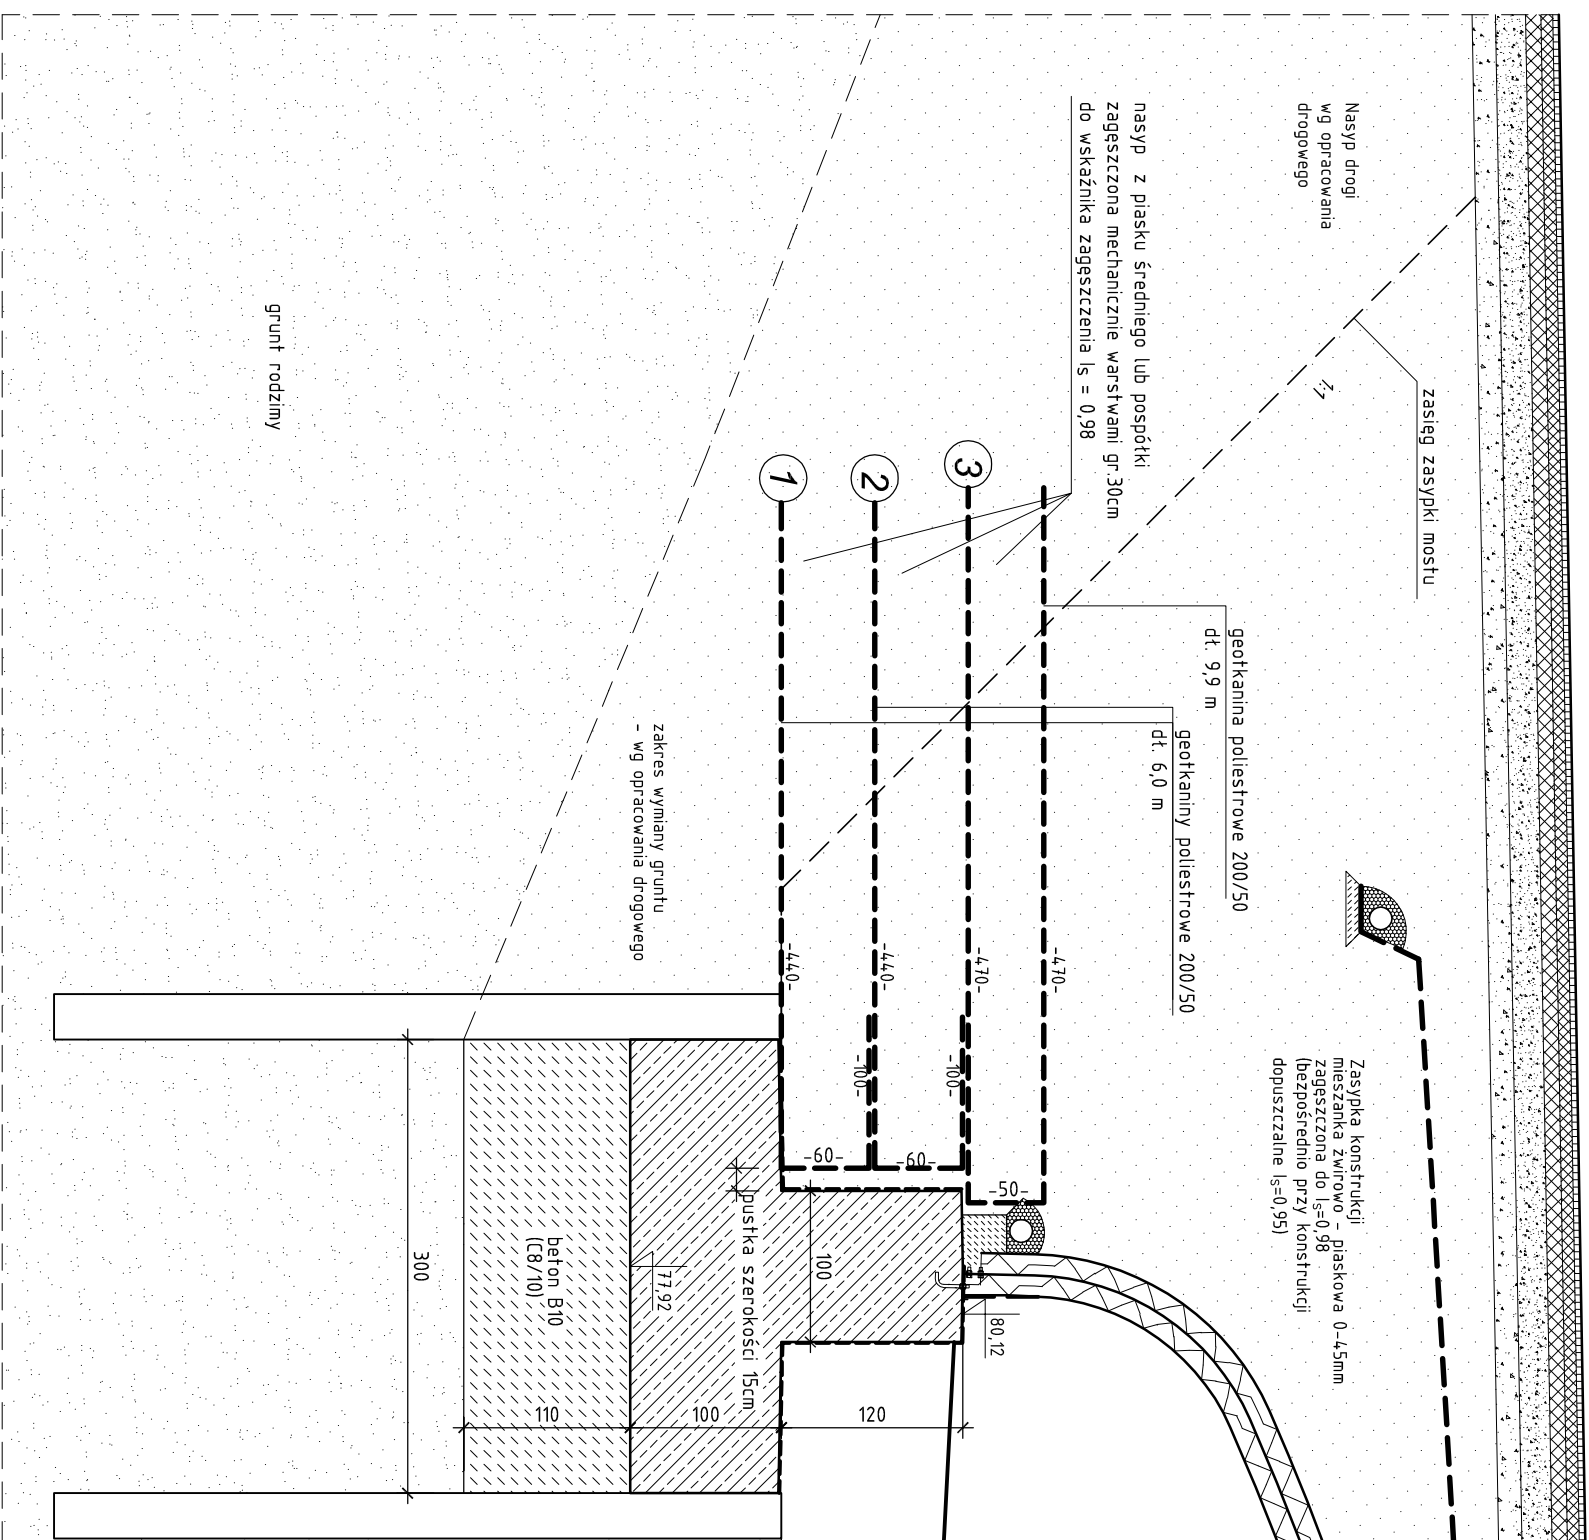 Nasyp drogi
wg opracowania
drogowego
nasyp z piasku średniego lub pospółki
zagęszczona mechanicznie warstwami gr.30cm
do wskaźnika zagęszczenia Is = 0,98
zasięg zasypki mostu
1:1
geotkanina poliestrowe 200/50
dł. 9,9 m
geotkaniny poliestrowe 200/50
dł. 6,0 m
Zasypka konstrukcji
mieszanka żwirowo - piaskowa 0-45mm
zagęszczona do Is=0,98
(bezpośrednio przy konstrukcji
dopuszczalne Is=0,95)
3
2
1
-470-
-470-
-440-
-440-
-100-
-100-
-50-
-60-
-60-
grunt rodzimy
zakres wymiany gruntu
- wg opracowania drogowego
pustka szerokości 15cm
100
80,12
77,92
beton B10
(C8/10)
300
120
100
110